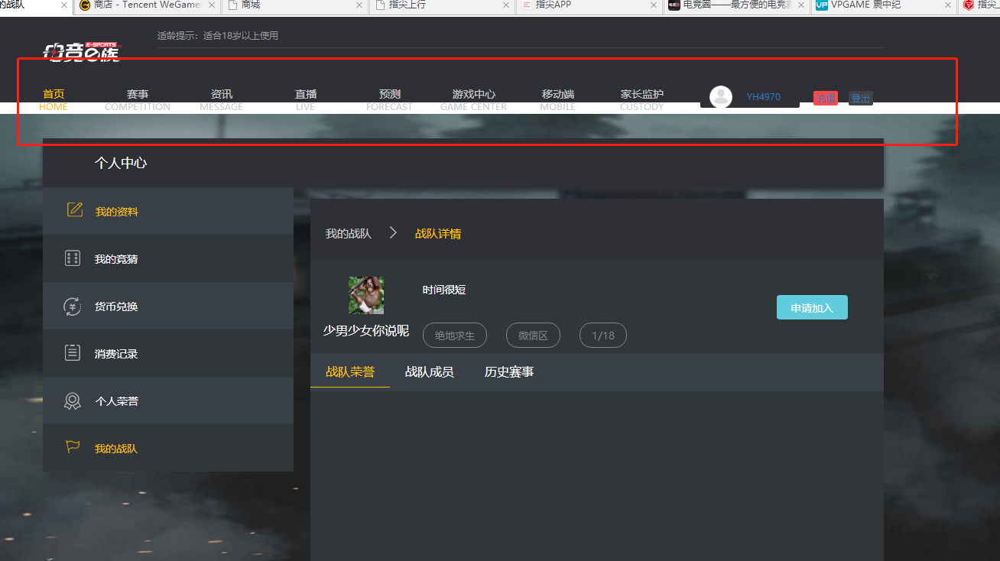 的战队
商店 - Tencent WeGame
商城
指尖上行
指尖APP
电竞圈——最方便的电竞
VPGAME 震中纪
指尖上
适龄提示：适合18岁以上使用
E-SPORTS
电竞e族
首页 赛事 资讯 直播 预测 游戏中心 移动端 家长监护
HOME COMPETITION MESSAGE LIVE FORECAST GAME CENTER MOBILE CUSTODY
YH4970 充值 登出
个人中心
我的资料
我的竞猜
货币兑换
消费记录
个人荣誉
我的战队
我的战队 > 战队详情
时间很短
申请加入
少男少女你说呢
绝地求生 微信区 1/18
战队荣誉 战队成员 历史赛事